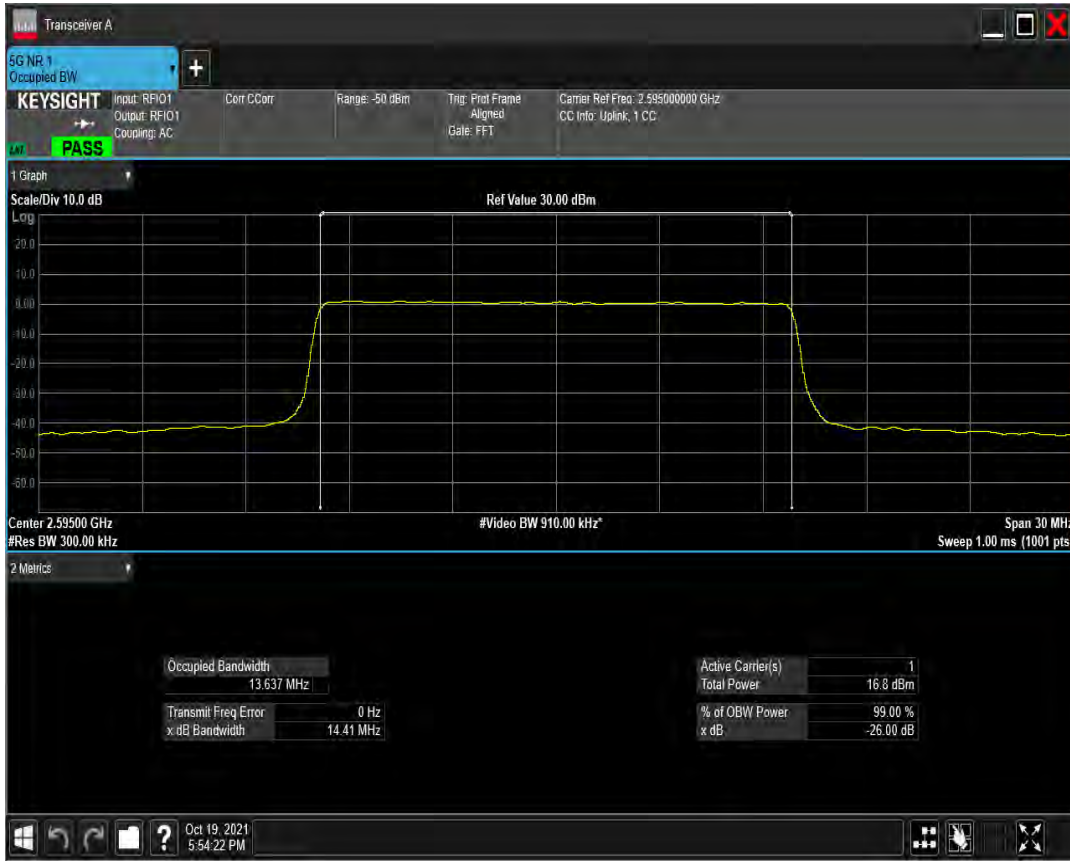 Transceiver A
5G NR 1
Occupied BW
+
KEYSIGHT
Input: RFIO1
Output: RFIO1
Coupling: AC
Corr CCorr
Range: -50 dBm
Trig: Prot Frame
Aligned
Gate: FFT
Carrier Ref Freq: 2.595000000 GHz
CC Info: Uplink, 1 CC
PASS
1 Graph
Scale/Div 10.0 dB
Ref Value 30.00 dBm
Log
20.0
10.0
0.00
-10.0
-20.0
-30.0
-40.0
-50.0
-60.0
Center 2.59500 GHz
#Video BW 910.00 kHz*
Span 30 MHz
#Res BW 300.00 kHz
Sweep 1.00 ms (1001 pts
2 Metrics
Occupied Bandwidth
13.637 MHz
Transmit Freq Error 0 Hz
x dB Bandwidth 14.41 MHz
Active Carrier(s) 1
Total Power 16.8 dBm
% of OBW Power 99.00 %
x dB -26.00 dB
?
Oct 19, 2021
5:54:22 PM